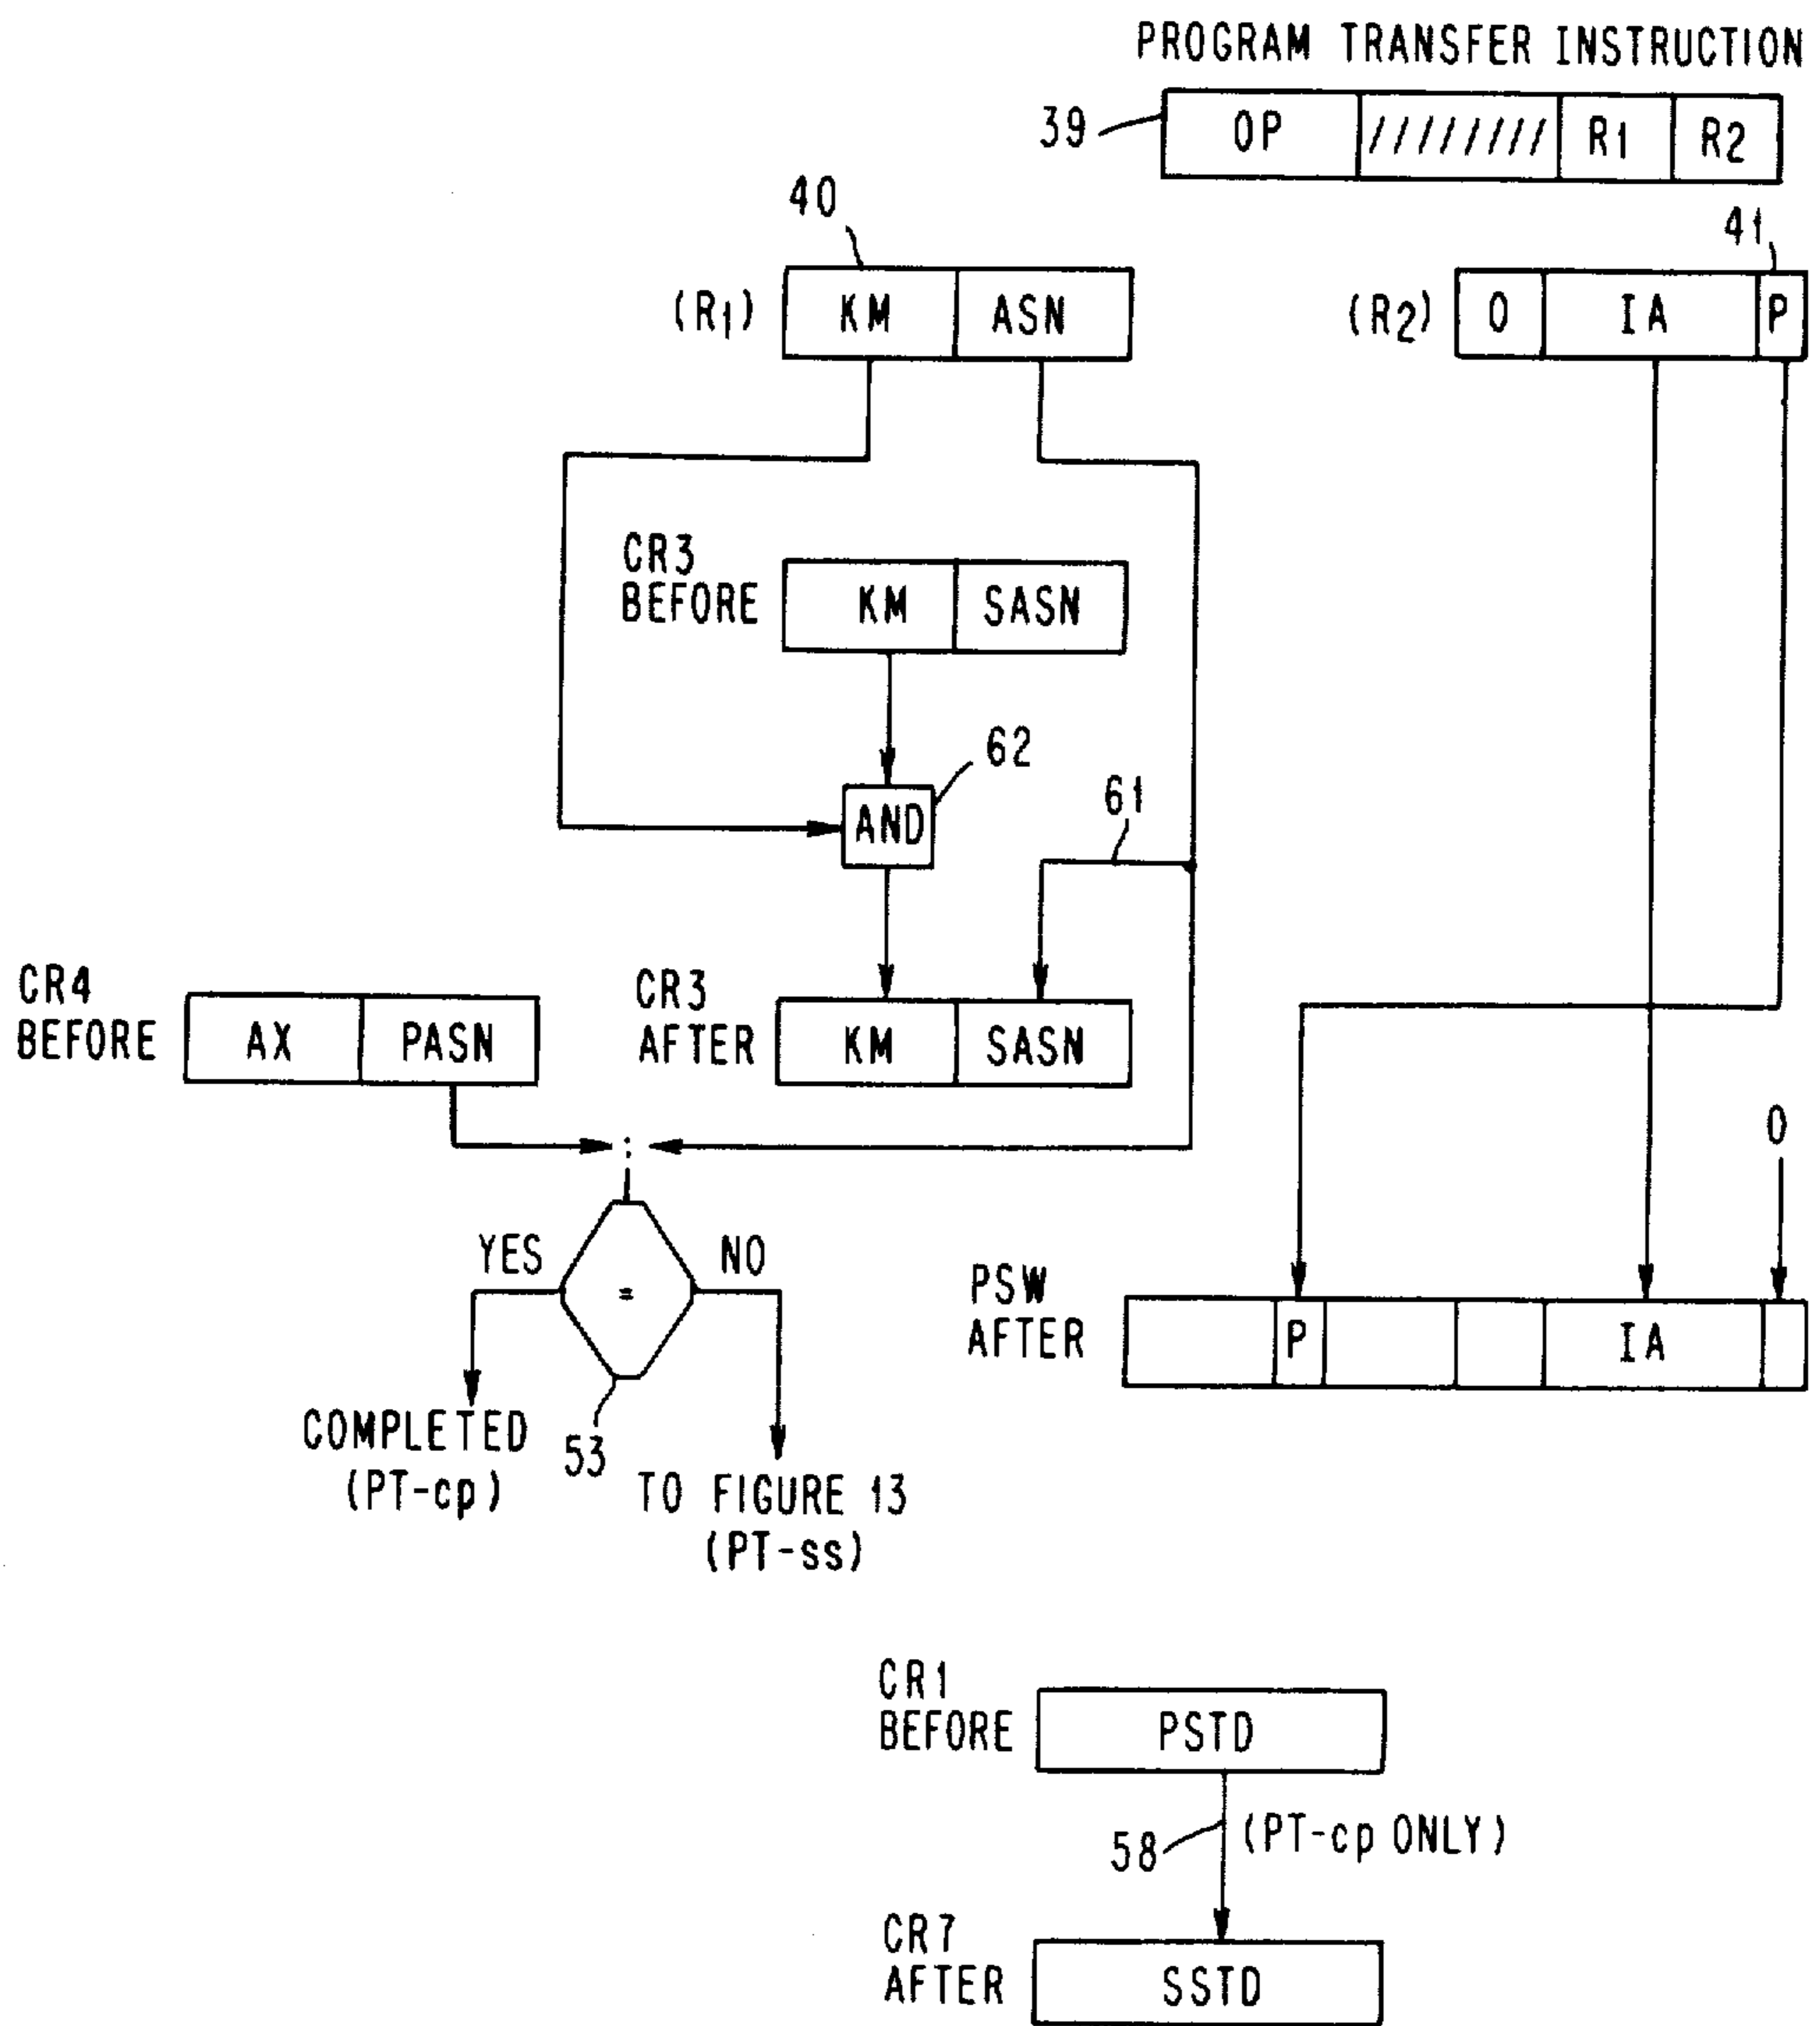 PROGRAM TRANSFER INSTRUCTION
39
OP //////// R1 R2
40
41
(R1) KM ASN
(R2) 0 IA P
CR3
BEFORE
KM SASN
62
AND
61
CR4
BEFORE
AX PASN
CR3
AFTER
KM SASN
0
:
YES = NO
PSW
AFTER
P IA
COMPLETED
(PT-cp)
53
TO FIGURE 13
(PT-ss)
CR1
BEFORE
PSTD
58
(PT-cp ONLY)
CR7
AFTER
SSTD